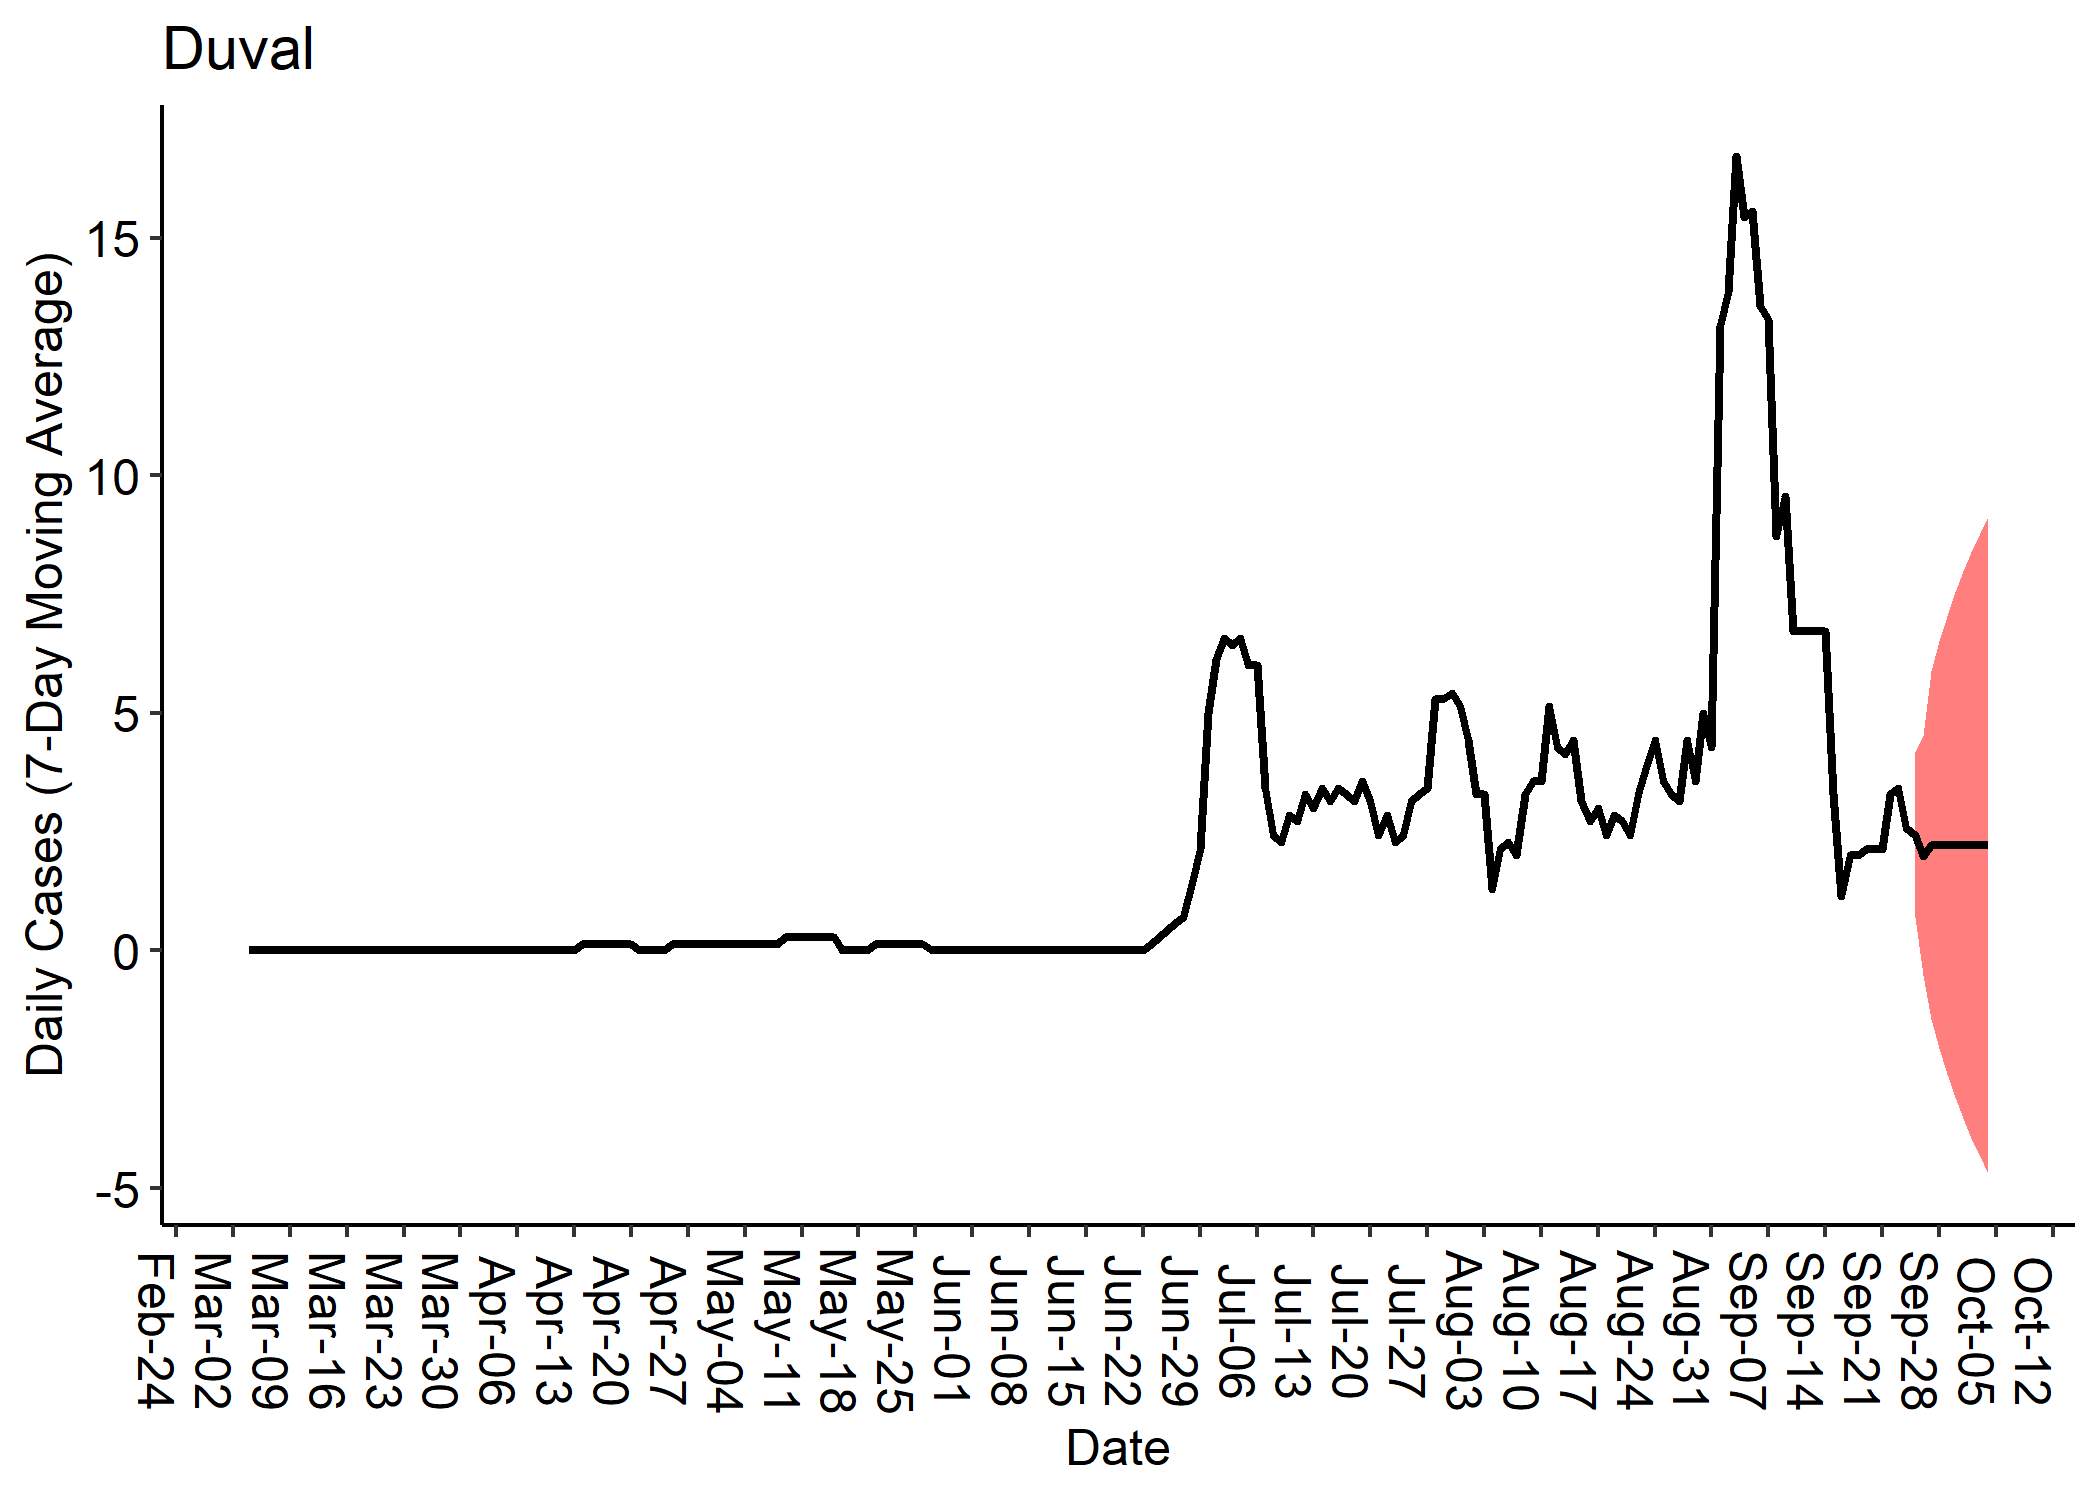 Duval
Daily Cases (7-Day Moving Average)
15
10
5
0
-5
Feb-24
Mar-02
Mar-09
Mar-16
Mar-23
Mar-30
Apr-06
Apr-13
Apr-20
Apr-27
May-04
May-11
May-18
May-25
Jun-01
Jun-08
Jun-15
Jun-22
Jun-29
Jul-06
Jul-13
Jul-20
Jul-27
Aug-03
Aug-10
Aug-17
Aug-24
Aug-31
Sep-07
Sep-14
Sep-21
Sep-28
Oct-05
Oct-12
Date